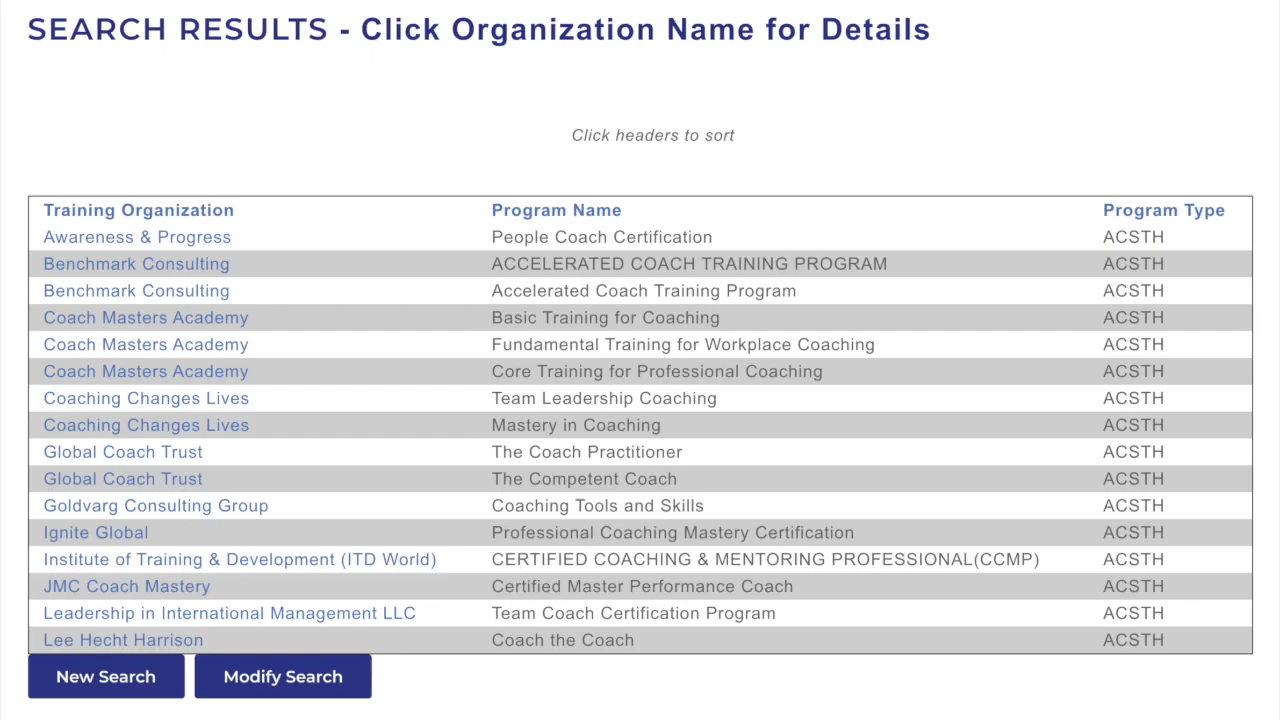 SEARCH RESULTS - Click Organization Name for Details
Click headers to sort
Training Organization Program Name Program Type
Awareness & Progress People Coach Certification ACSTH
Benchmark Consulting ACCELERATED COACH TRAINING PROGRAM ACSTH
Benchmark Consulting Accelerated Coach Training Program ACSTH
Coach Masters Academy Basic Training for Coaching ACSTH
Coach Masters Academy Fundamental Training for Workplace Coaching ACSTH
Coach Masters Academy Core Training for Professional Coaching ACSTH
Coaching Changes Lives Team Leadership Coaching ACSTH
Coaching Changes Lives Mastery in Coaching ACSTH
Global Coach Trust The Coach Practitioner ACSTH
Global Coach Trust The Competent Coach ACSTH
Goldvarg Consulting Group Coaching Tools and Skills ACSTH
Ignite Global Professional Coaching Mastery Certification ACSTH
Institute of Training & Development (ITD World) CERTIFIED COACHING & MENTORING PROFESSIONAL(CCMP) ACSTH
JMC Coach Mastery Certified Master Performance Coach ACSTH
Leadership in International Management LLC Team Coach Certification Program ACSTH
Lee Hecht Harrison Coach the Coach ACSTH
New Search Modify Search